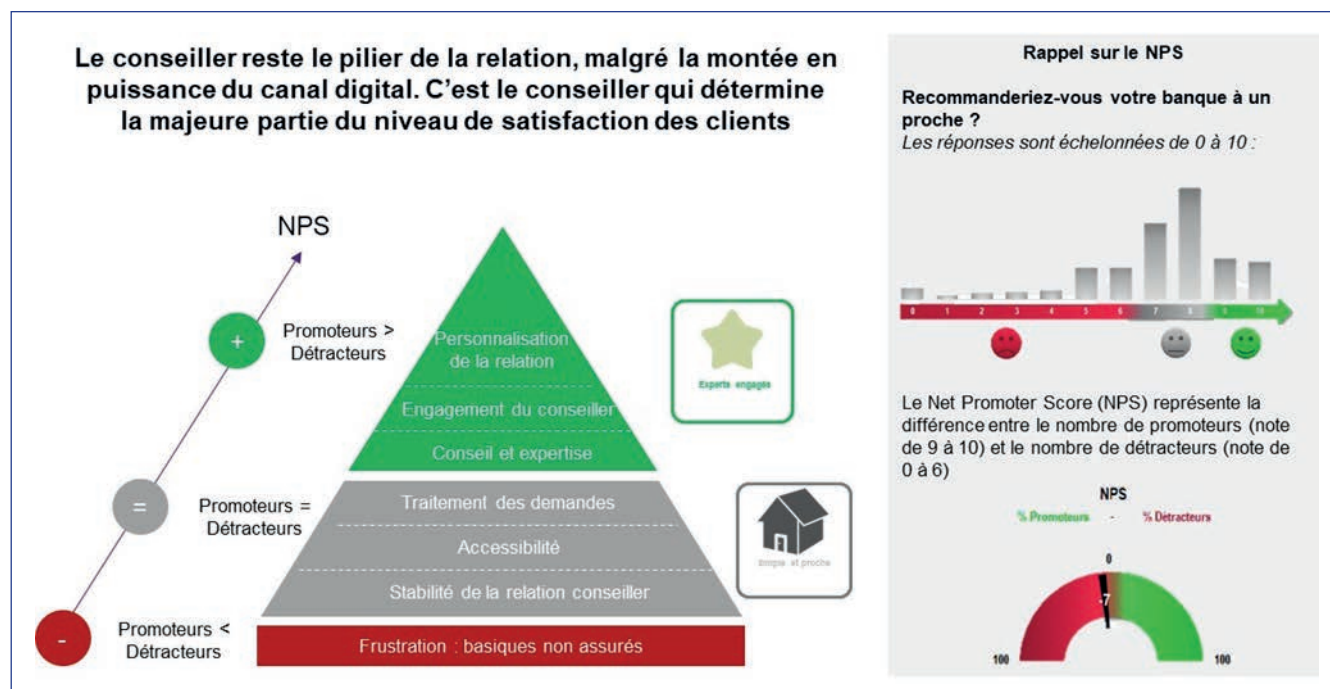 Le conseiller reste le pilier de la relation, malgré la montée en
puissance du canal digital. C'est le conseiller qui détermine
la majeure partie du niveau de satisfaction des clients
NPS
+
Promoteurs >
Détracteurs
=
Promoteurs =
Détracteurs
-
Promoteurs <
Détracteurs
Personnalisation
de la relation
Engagement du conseiller
Conseil et expertise
Traitement des demandes
Accessibilité
Stabilité de la relation conseiller
Frustration : basiques non assurés
Experts engagés
Simple et proche
Rappel sur le NPS
Recommanderiez-vous votre banque à un
proche ?
Les réponses sont échelonnées de 0 à 10 :
0 1 2 3 4 5 6 7 8 9 10
Le Net Promoter Score (NPS) représente la
différence entre le nombre de promoteurs (note
de 9 à 10) et le nombre de détracteurs (note de
0 à 6)
NPS
% Promoteurs - % Détracteurs
0
-7
100 100